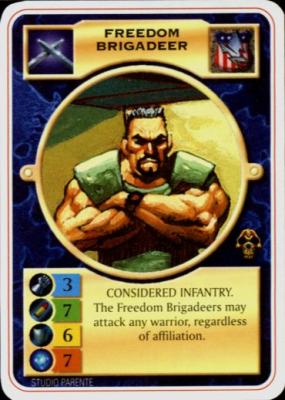 FREEDOM
BRIGADEER
3
7
6
7
CONSIDERED INFANTRY.
The Freedom Brigadeers may
attack any warrior, regardless
of affiliation.
STUDIO PARENTE